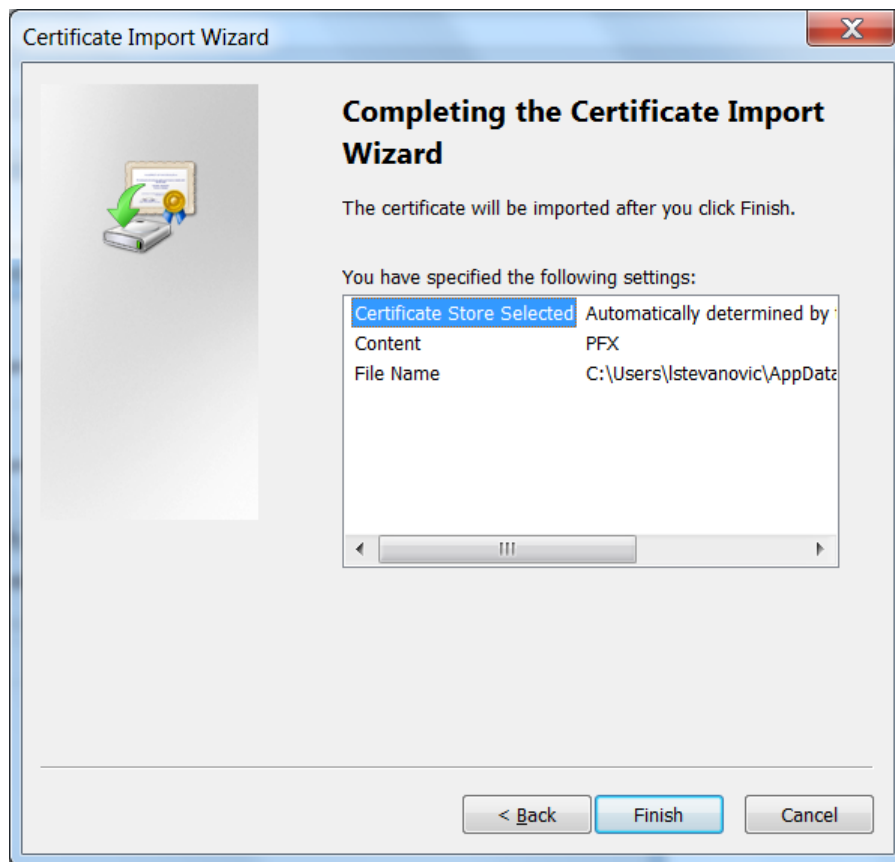 Certificate Import Wizard
Completing the Certificate Import
Wizard
The certificate will be imported after you click Finish.
You have specified the following settings:
Certificate Store Selected Automatically determined by
Content PFX
File Name C:\Users\lstevanovic\AppData
< Back Finish Cancel